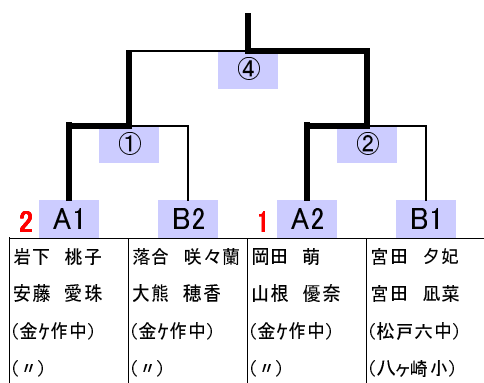 ④
① ②
2 A1 B2 1 A2 B1
岩下 桃子 落合 咲々蘭 岡田 萌 宮田 夕妃
安藤 愛珠 大熊 穂香 山根 優奈 宮田 凪菜
(金ケ作中) (金ケ作中) (金ケ作中) (松戸六中)
(〃) (〃) (〃) (八ヶ崎小)